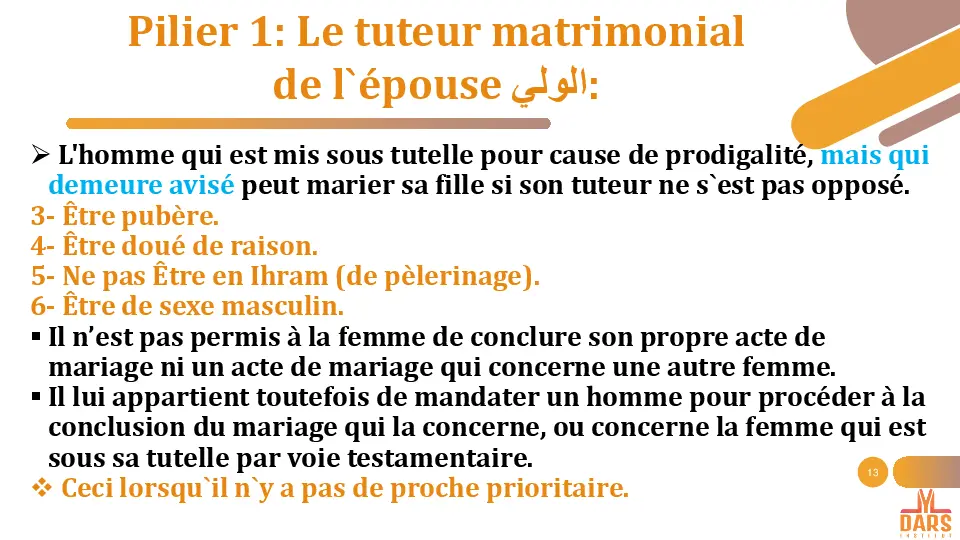 Pilier 1: Le tuteur matrimonial
de l`épouse الولي:
➢ L'homme qui est mis sous tutelle pour cause de prodigalité, mais qui
demeure avisé peut marier sa fille si son tuteur ne s`est pas opposé.
3- Être pubère.
4- Être doué de raison.
5- Ne pas Être en Ihram (de pèlerinage).
6- Être de sexe masculin.
▪ Il n’est pas permis à la femme de conclure son propre acte de
mariage ni un acte de mariage qui concerne une autre femme.
▪ Il lui appartient toutefois de mandater un homme pour procéder à la
conclusion du mariage qui la concerne, ou concerne la femme qui est
sous sa tutelle par voie testamentaire.
❖ Ceci lorsqu`il n`y a pas de proche prioritaire.
13
DARS
INSTITUT